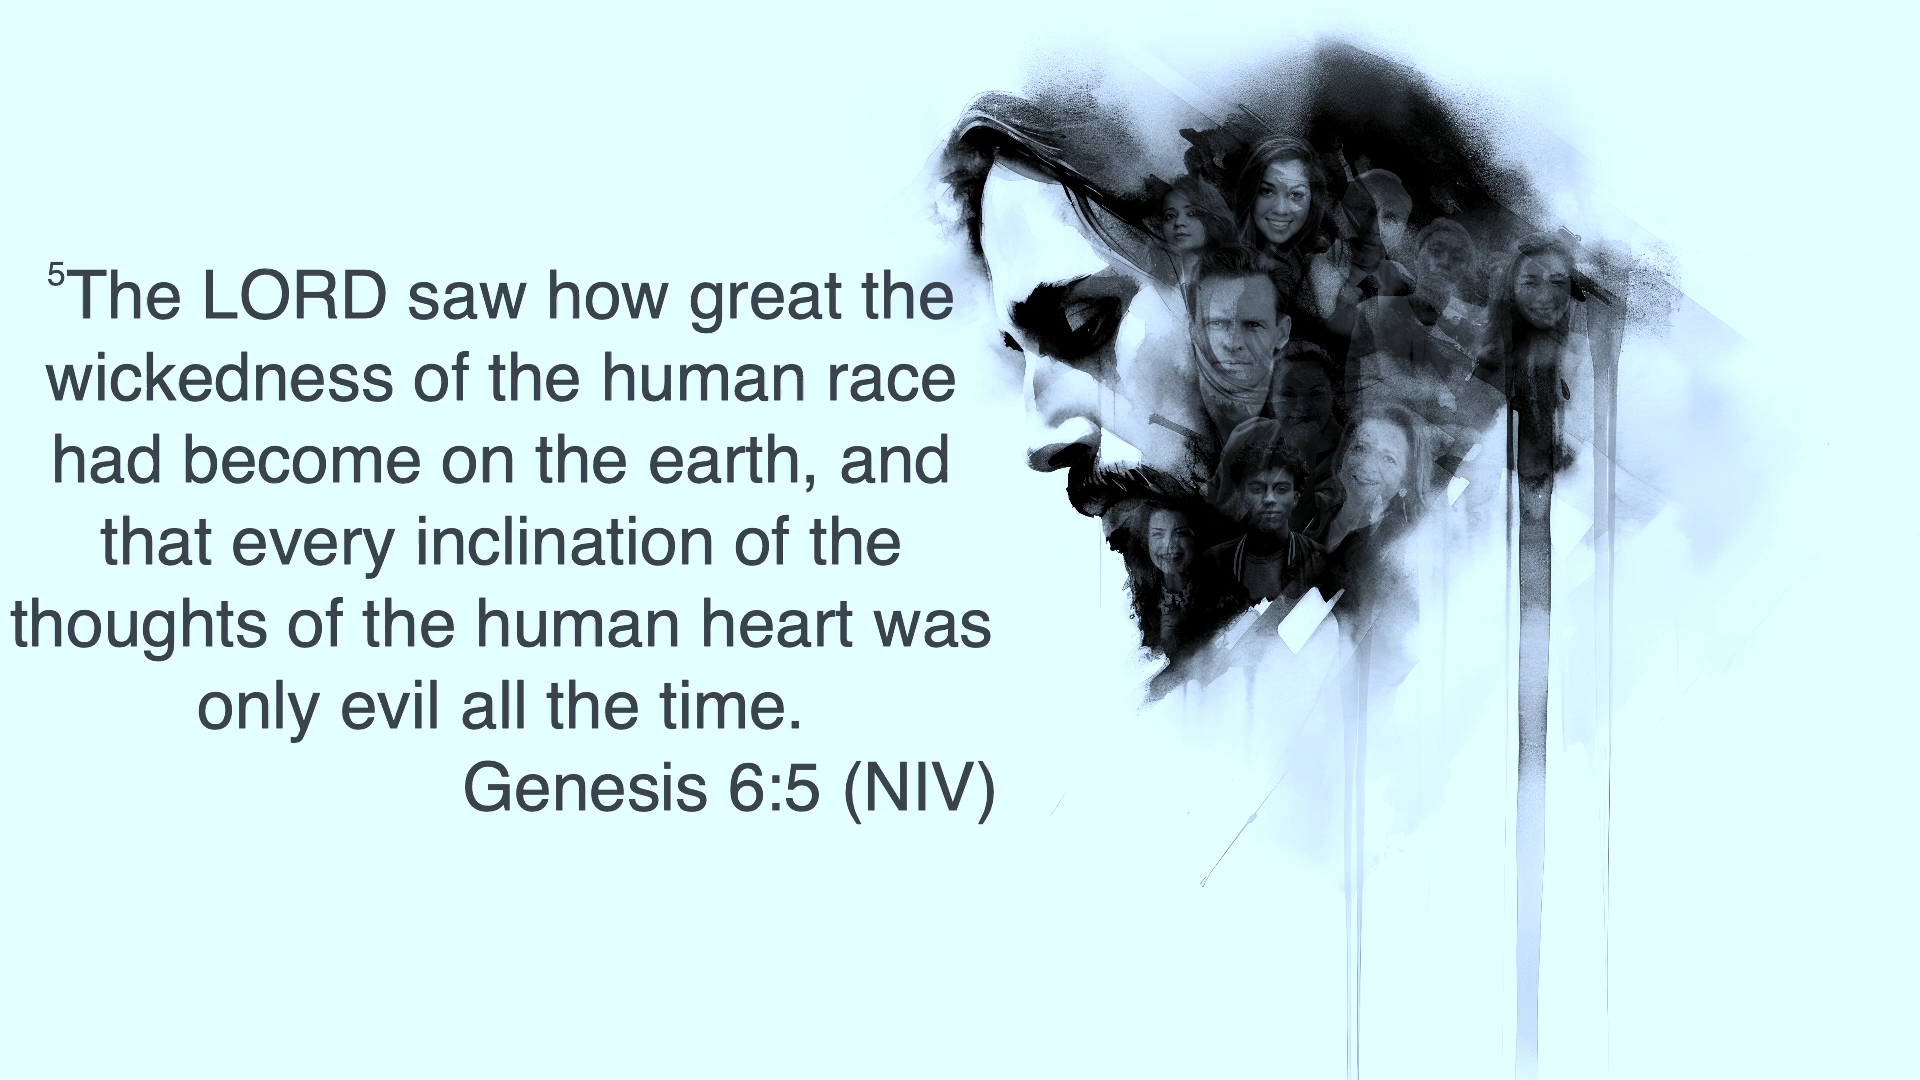 ⁵The LORD saw how great the
wickedness of the human race
had become on the earth, and
that every inclination of the
thoughts of the human heart was
only evil all the time.
Genesis 6:5 (NIV)